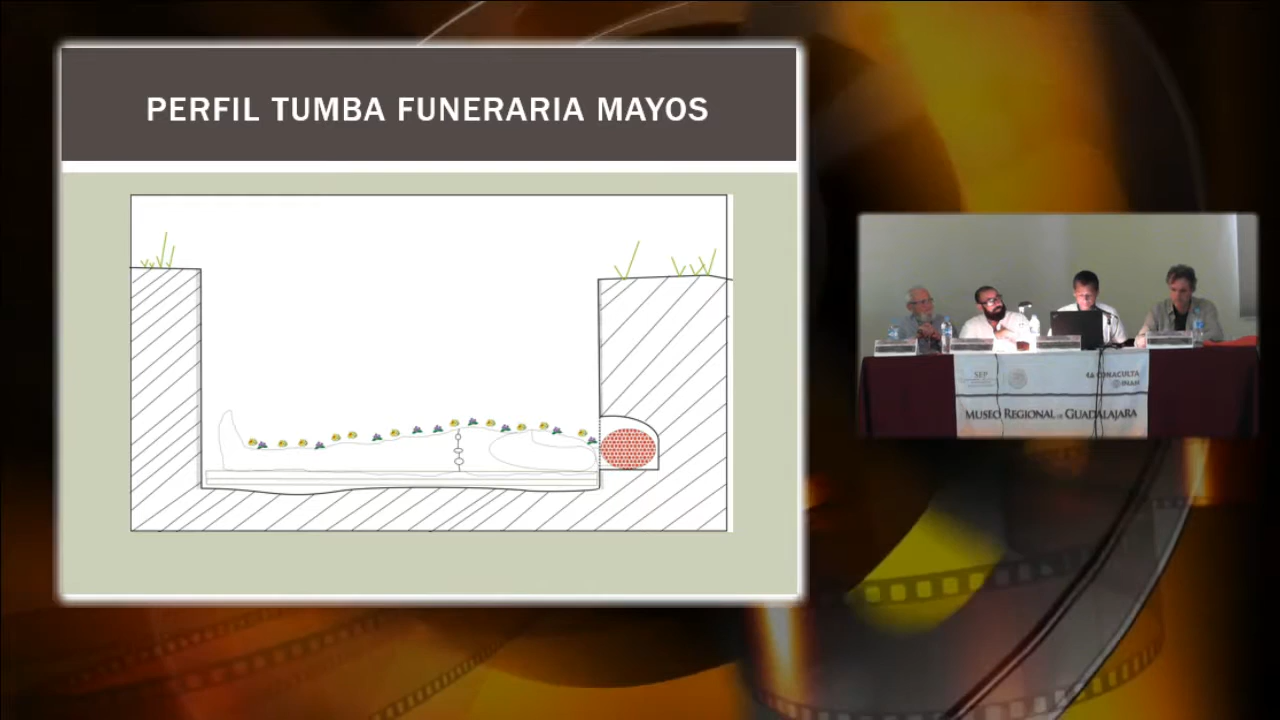 PERFIL TUMBA FUNERARIA MAYOS
SEP
CONACULTA
INAH
MUSEO REGIONAL DE GUADALAJARA